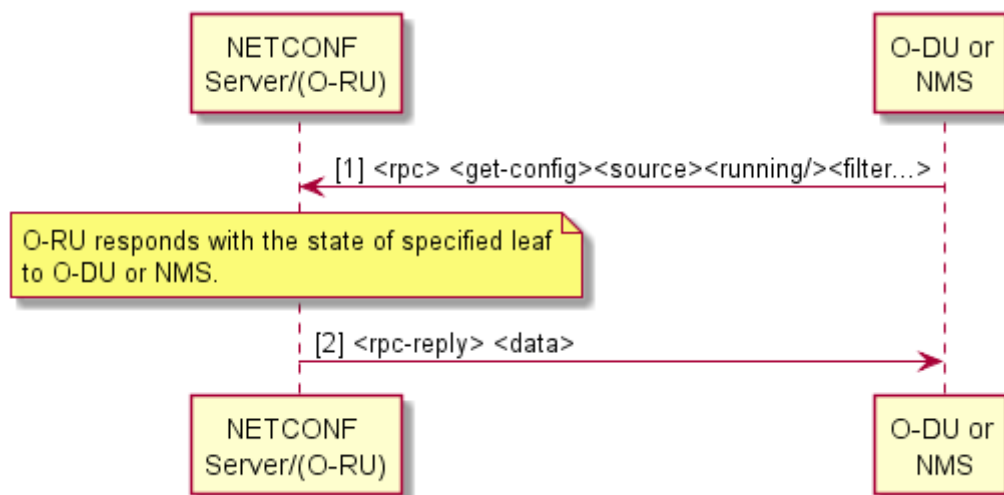 NETCONF
Server/(O-RU)
O-DU or
NMS
[1] <rpc> <get-config><source><running/><filter...>
O-RU responds with the state of specified leaf
to O-DU or NMS.
[2] <rpc-reply> <data>
NETCONF
Server/(O-RU)
O-DU or
NMS